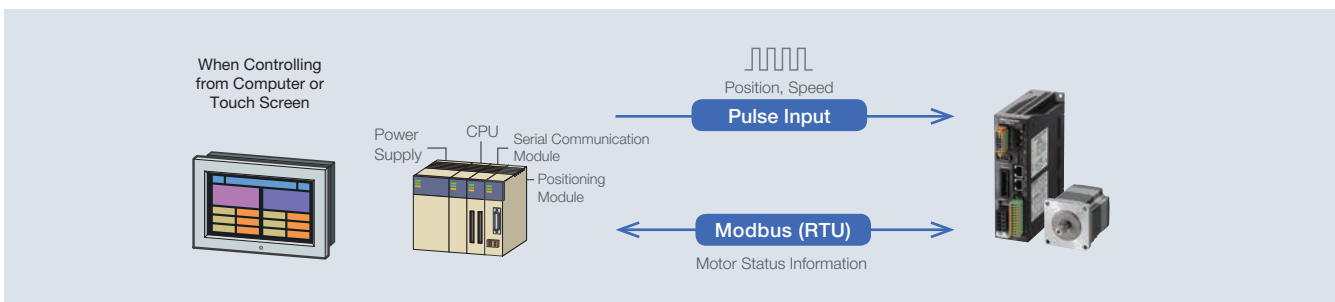 When Controlling
from Computer or
Touch Screen
Power
Supply
CPU
Serial Communication
Module
Positioning
Module
Position, Speed
Pulse Input
Modbus (RTU)
Motor Status Information